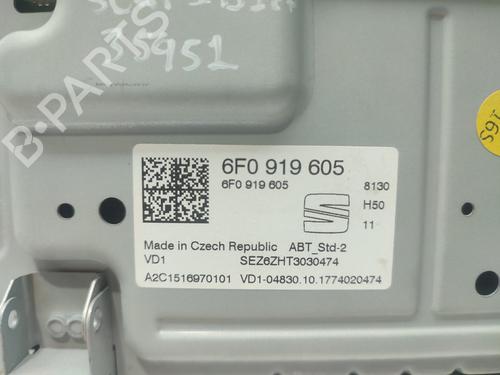 35951
6F0 919 605
6F0 919 605
8130
H50
11
Made in Czech Republic ABT_Std-2
VD1 SEZ6ZHT3030474
A2C1516970101 VD1-04830.10.1774020474
B-PARTS